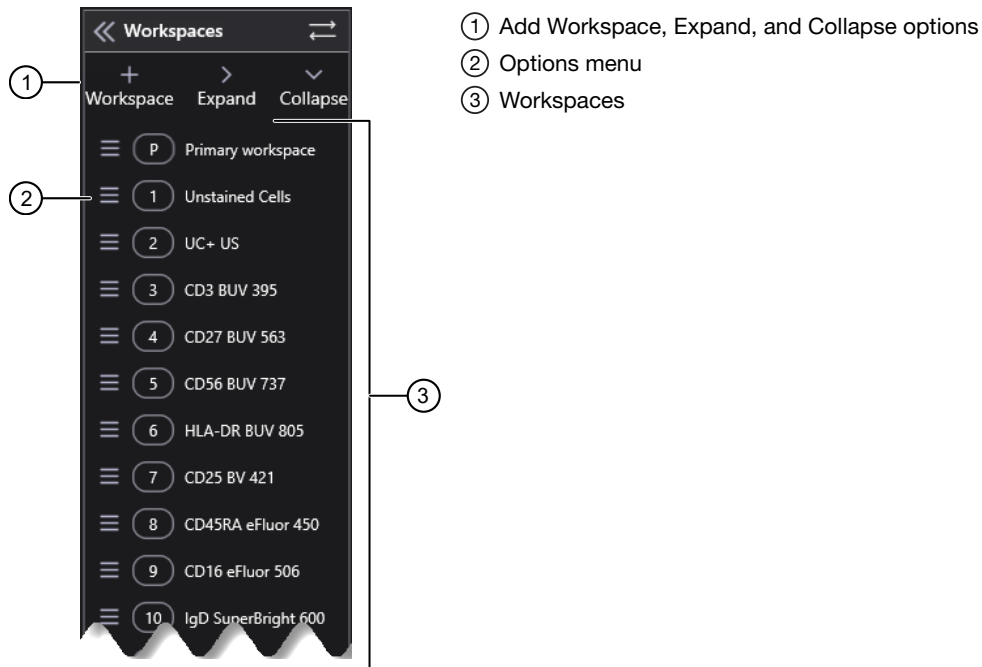 Workspaces
Workspace Expand Collapse
P Primary workspace
1 Unstained Cells
2 UC+ US
3 CD3 BUV 395
4 CD27 BUV 563
5 CD56 BUV 737
6 HLA-DR BUV 805
7 CD25 BV 421
8 CD45RA eFluor 450
9 CD16 eFluor 506
10 IgD SuperBright 600
1
2
3
① Add Workspace, Expand, and Collapse options
② Options menu
③ Workspaces